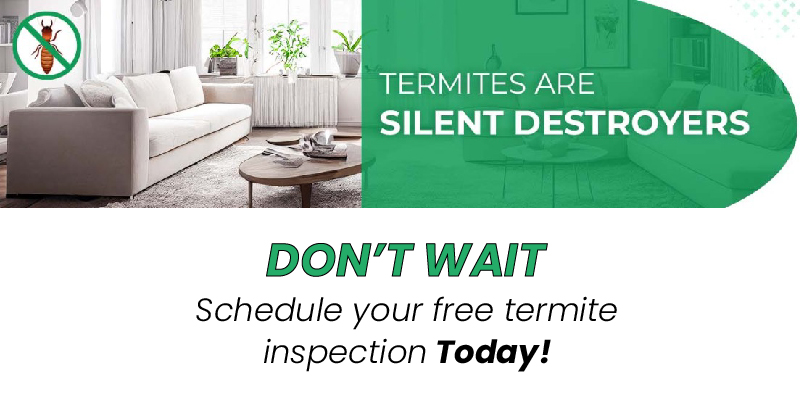 TERMITES ARE
SILENT DESTROYERS
DON'T WAIT
Schedule your free termite
inspection Today!